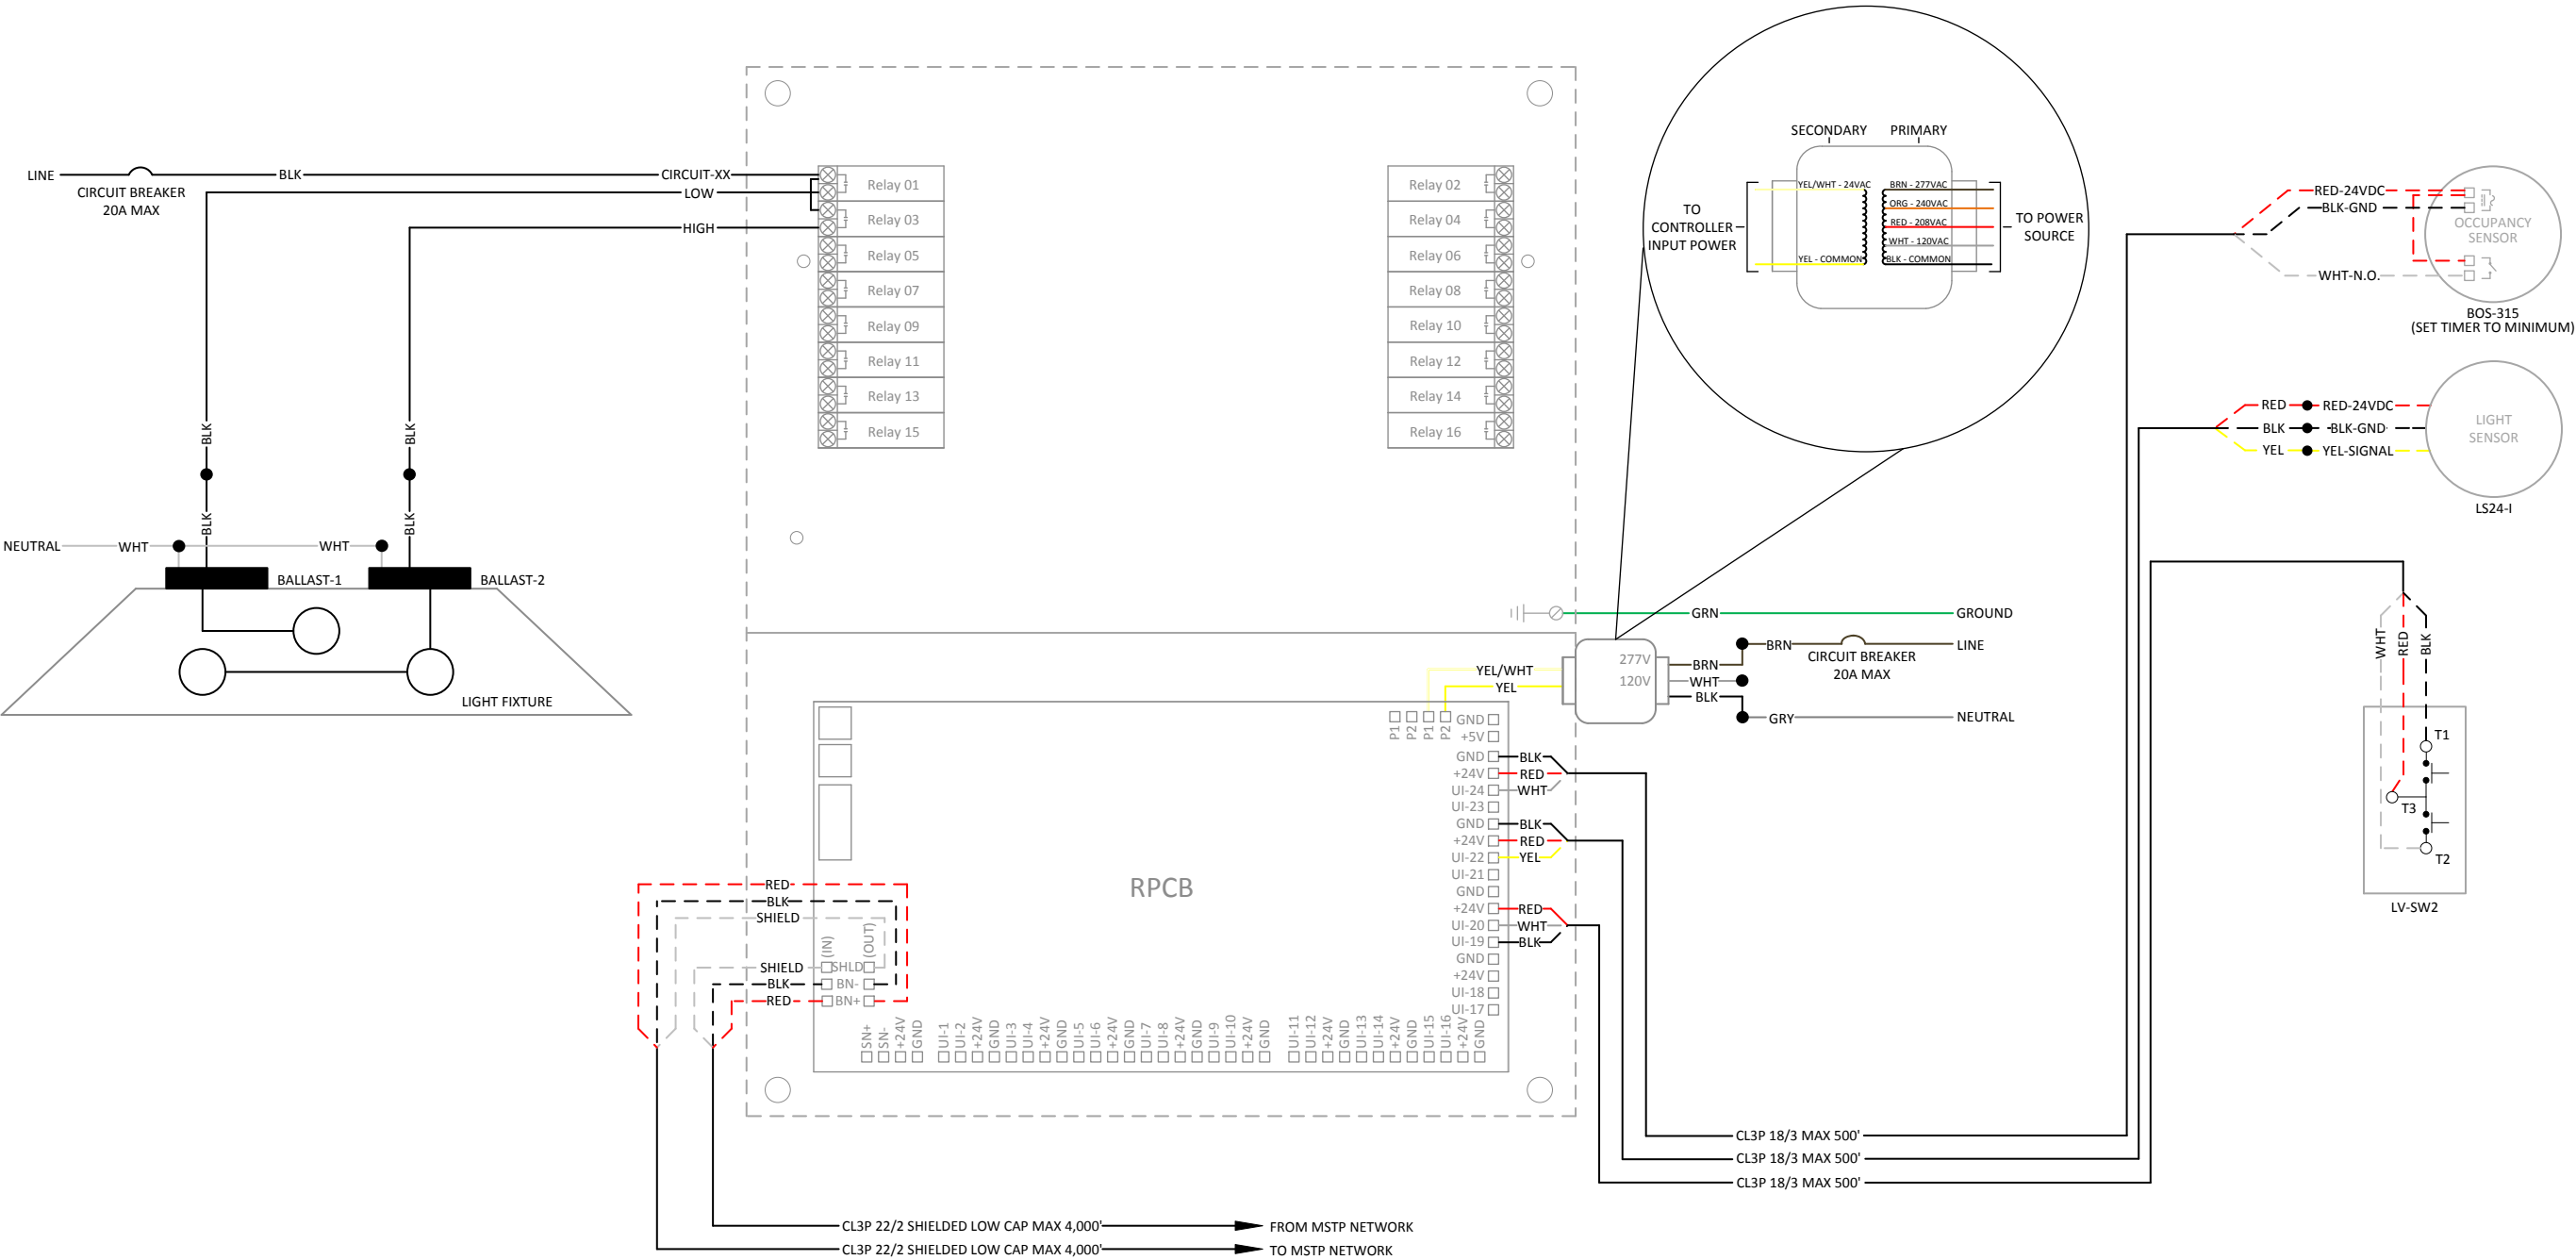 LINE
CIRCUIT BREAKER
20A MAX
BLK
CIRCUIT-XX
LOW
HIGH
BLK
BLK
BLK
BLK
NEUTRAL
WHT
WHT
BALLAST-1
BALLAST-2
LIGHT FIXTURE
Relay 01
Relay 03
Relay 05
Relay 07
Relay 09
Relay 11
Relay 13
Relay 15
Relay 02
Relay 04
Relay 06
Relay 08
Relay 10
Relay 12
Relay 14
Relay 16
SECONDARY
PRIMARY
TO
CONTROLLER
INPUT POWER
YEL/WHT - 24VAC
YEL - COMMON
BRN - 277VAC
ORG - 240VAC
RED - 208VAC
WHT - 120VAC
BLK - COMMON
TO POWER
SOURCE
RED-24VDC
BLK-GND
WHT-N.O.
OCCUPANCY
SENSOR
BOS-315
(SET TIMER TO MINIMUM)
RED
RED-24VDC
BLK
BLK-GND
YEL
YEL-SIGNAL
LIGHT
SENSOR
LS24-I
GRN
GROUND
277V
120V
BRN
WHT
BLK
BRN
CIRCUIT BREAKER
20A MAX
LINE
GRY
NEUTRAL
YEL/WHT
YEL
P1
P2
P1
P2
GND
+5V
GND
+24V
UI-24
UI-23
GND
+24V
UI-22
UI-21
GND
+24V
UI-20
UI-19
GND
+24V
UI-18
UI-17
BLK
RED
WHT
BLK
RED
YEL
RED
WHT
BLK
RPCB
RED
BLK
SHIELD
(IN)
(OUT)
SHIELD
SHLD
BLK
BN-
RED
BN+
SN+
SN-
+24V
GND
UI-1
UI-2
+24V
GND
UI-3
UI-4
+24V
GND
UI-5
UI-6
+24V
GND
UI-7
UI-8
+24V
GND
UI-9
UI-10
+24V
GND
UI-11
UI-12
+24V
GND
UI-13
UI-14
+24V
GND
UI-15
UI-16
+24V
GND
WHT
RED
BLK
T1
T3
T2
LV-SW2
CL3P 18/3 MAX 500'
CL3P 18/3 MAX 500'
CL3P 18/3 MAX 500'
CL3P 22/2 SHIELDED LOW CAP MAX 4,000'
FROM MSTP NETWORK
CL3P 22/2 SHIELDED LOW CAP MAX 4,000'
TO MSTP NETWORK